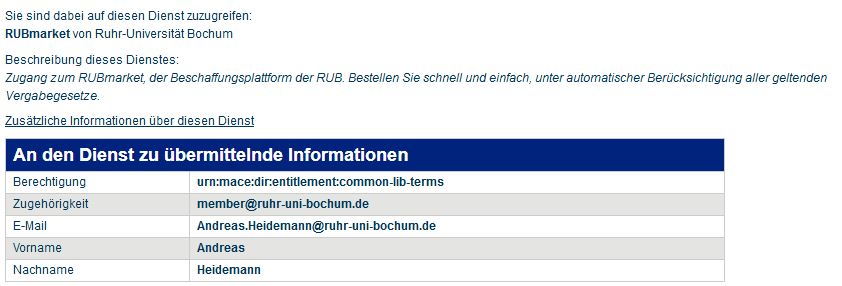 Sie sind dabei auf diesen Dienst zuzugreifen:
RUBmarket von Ruhr-Universität Bochum
Beschreibung dieses Dienstes:
Zugang zum RUBmarket, der Beschaffungsplattform der RUB. Bestellen Sie schnell und einfach, unter automatischer Berücksichtigung aller geltenden
Vergabegesetze.
Zusätzliche Informationen über diesen Dienst
An den Dienst zu übermittelnde Informationen
Berechtigung urn:mace:dir:entitlement:common-lib-terms
Zugehörigkeit member@ruhr-uni-bochum.de
E-Mail Andreas.Heidemann@ruhr-uni-bochum.de
Vorname Andreas
Nachname Heidemann